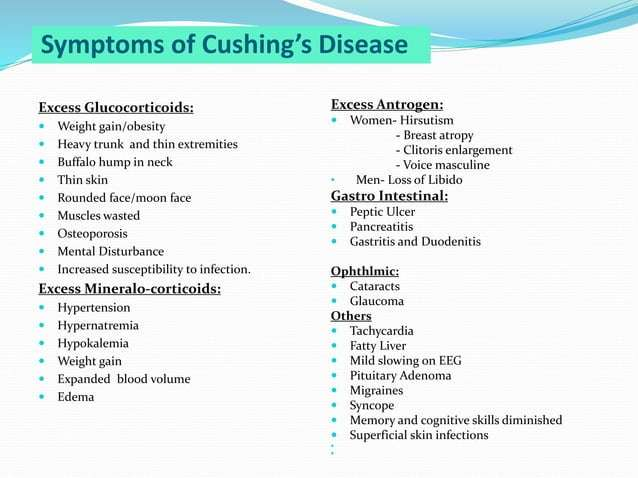 Symptoms of Cushing's Disease
Excess Glucocorticoids:
Weight gain/obesity
Heavy trunk and thin extremities
Buffalo hump in neck
Thin skin
Rounded face/moon face
Muscles wasted
Osteoporosis
Mental Disturbance
Increased susceptibility to infection.
Excess Mineralo-corticoids:
Hypertension
Hypernatremia
Hypokalemia
Weight gain
Expanded blood volume
Edema
Excess Antrogen:
Women- Hirsutism
- Breast atropy
- Clitoris enlargement
- Voice masculine
Men- Loss of Libido
Gastro Intestinal:
Peptic Ulcer
Pancreatitis
Gastritis and Duodenitis
Ophthlmic:
Cataracts
Glaucoma
Others
Tachycardia
Fatty Liver
Mild slowing on EEG
Pituitary Adenoma
Migraines
Syncope
Memory and cognitive skills diminished
Superficial skin infections